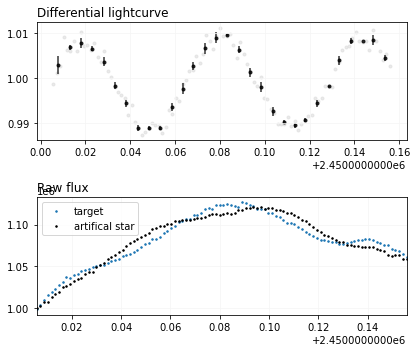 Differential lightcurve
1.01
1.00
0.99
0.00 0.02 0.04 0.06 0.08 0.10 0.12 0.14 0.16
+2.4500000000e6
Raw flux
1e6
target
artifical star
1.10
1.05
1.00
0.02 0.04 0.06 0.08 0.10 0.12 0.14
+2.4500000000e6